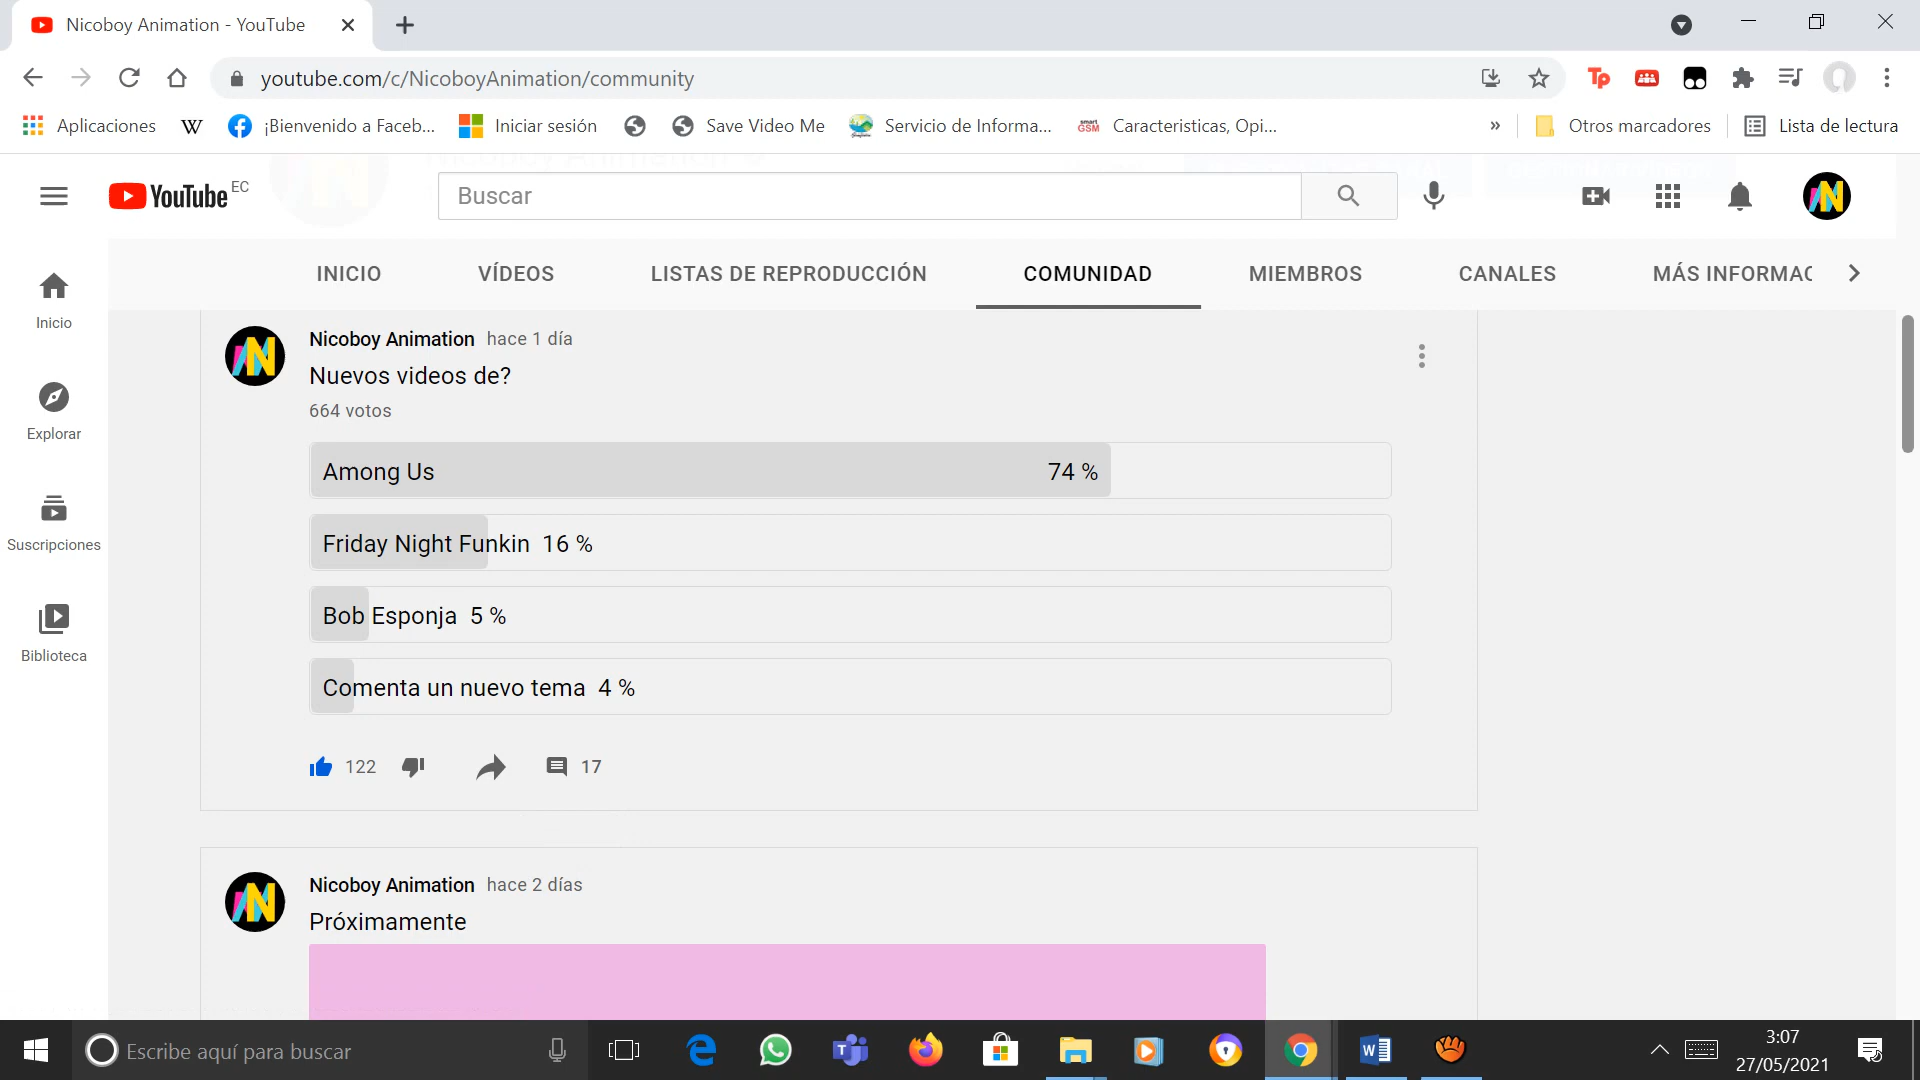 Nicoboy Animation - YouTube
youtube.com/c/NicoboyAnimation/community
Aplicaciones
W
¡Bienvenido a Faceb...
Iniciar sesión
Save Video Me
Servicio de Informa...
smart GSM
Caracteristicas, Opi...
»
Otros marcadores
Lista de lectura
YouTube EC
Buscar
INICIO
VÍDEOS
LISTAS DE REPRODUCCIÓN
COMUNIDAD
MIEMBROS
CANALES
MÁS INFORMAC
Inicio
Explorar
Suscripciones
Biblioteca
Nicoboy Animation hace 1 día
Nuevos videos de?
664 votos
Among Us 74 %
Friday Night Funkin 16 %
Bob Esponja 5 %
Comenta un nuevo tema 4 %
122
17
Nicoboy Animation hace 2 días
Próximamente
Escribe aquí para buscar
3:07
27/05/2021